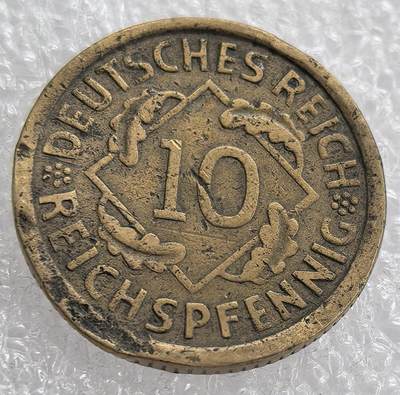 DEUTSCHES REICH
10
REICHSPFENNIG